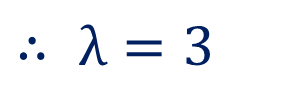 ∴ λ = 3